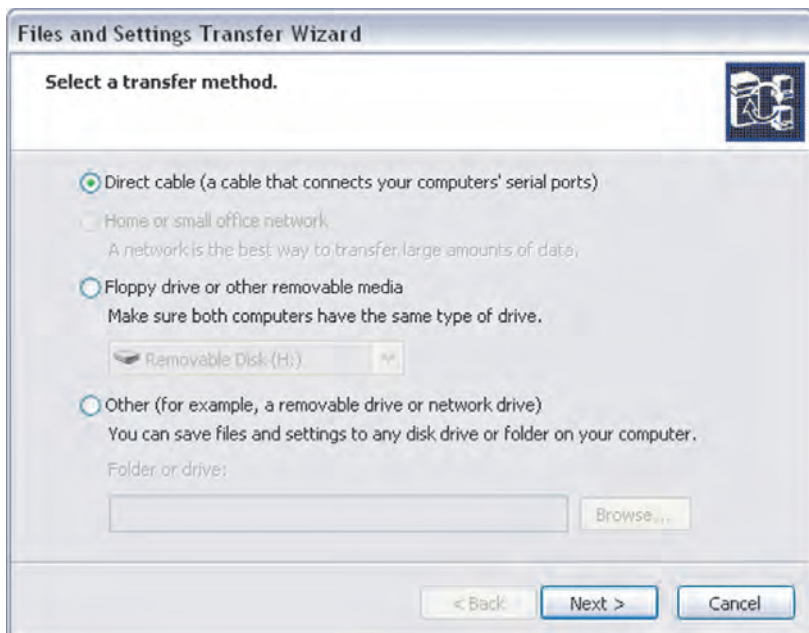 Files and Settings Transfer Wizard
Select a transfer method.
Direct cable (a cable that connects your computers' serial ports)
Home or small office network
A network is the best way to transfer large amounts of data.
Floppy drive or other removable media
Make sure both computers have the same type of drive.
Removable Disk (H:)
Other (for example, a removable drive or network drive)
You can save files and settings to any disk drive or folder on your computer.
Folder or drive:
Browse...
< Back Next > Cancel